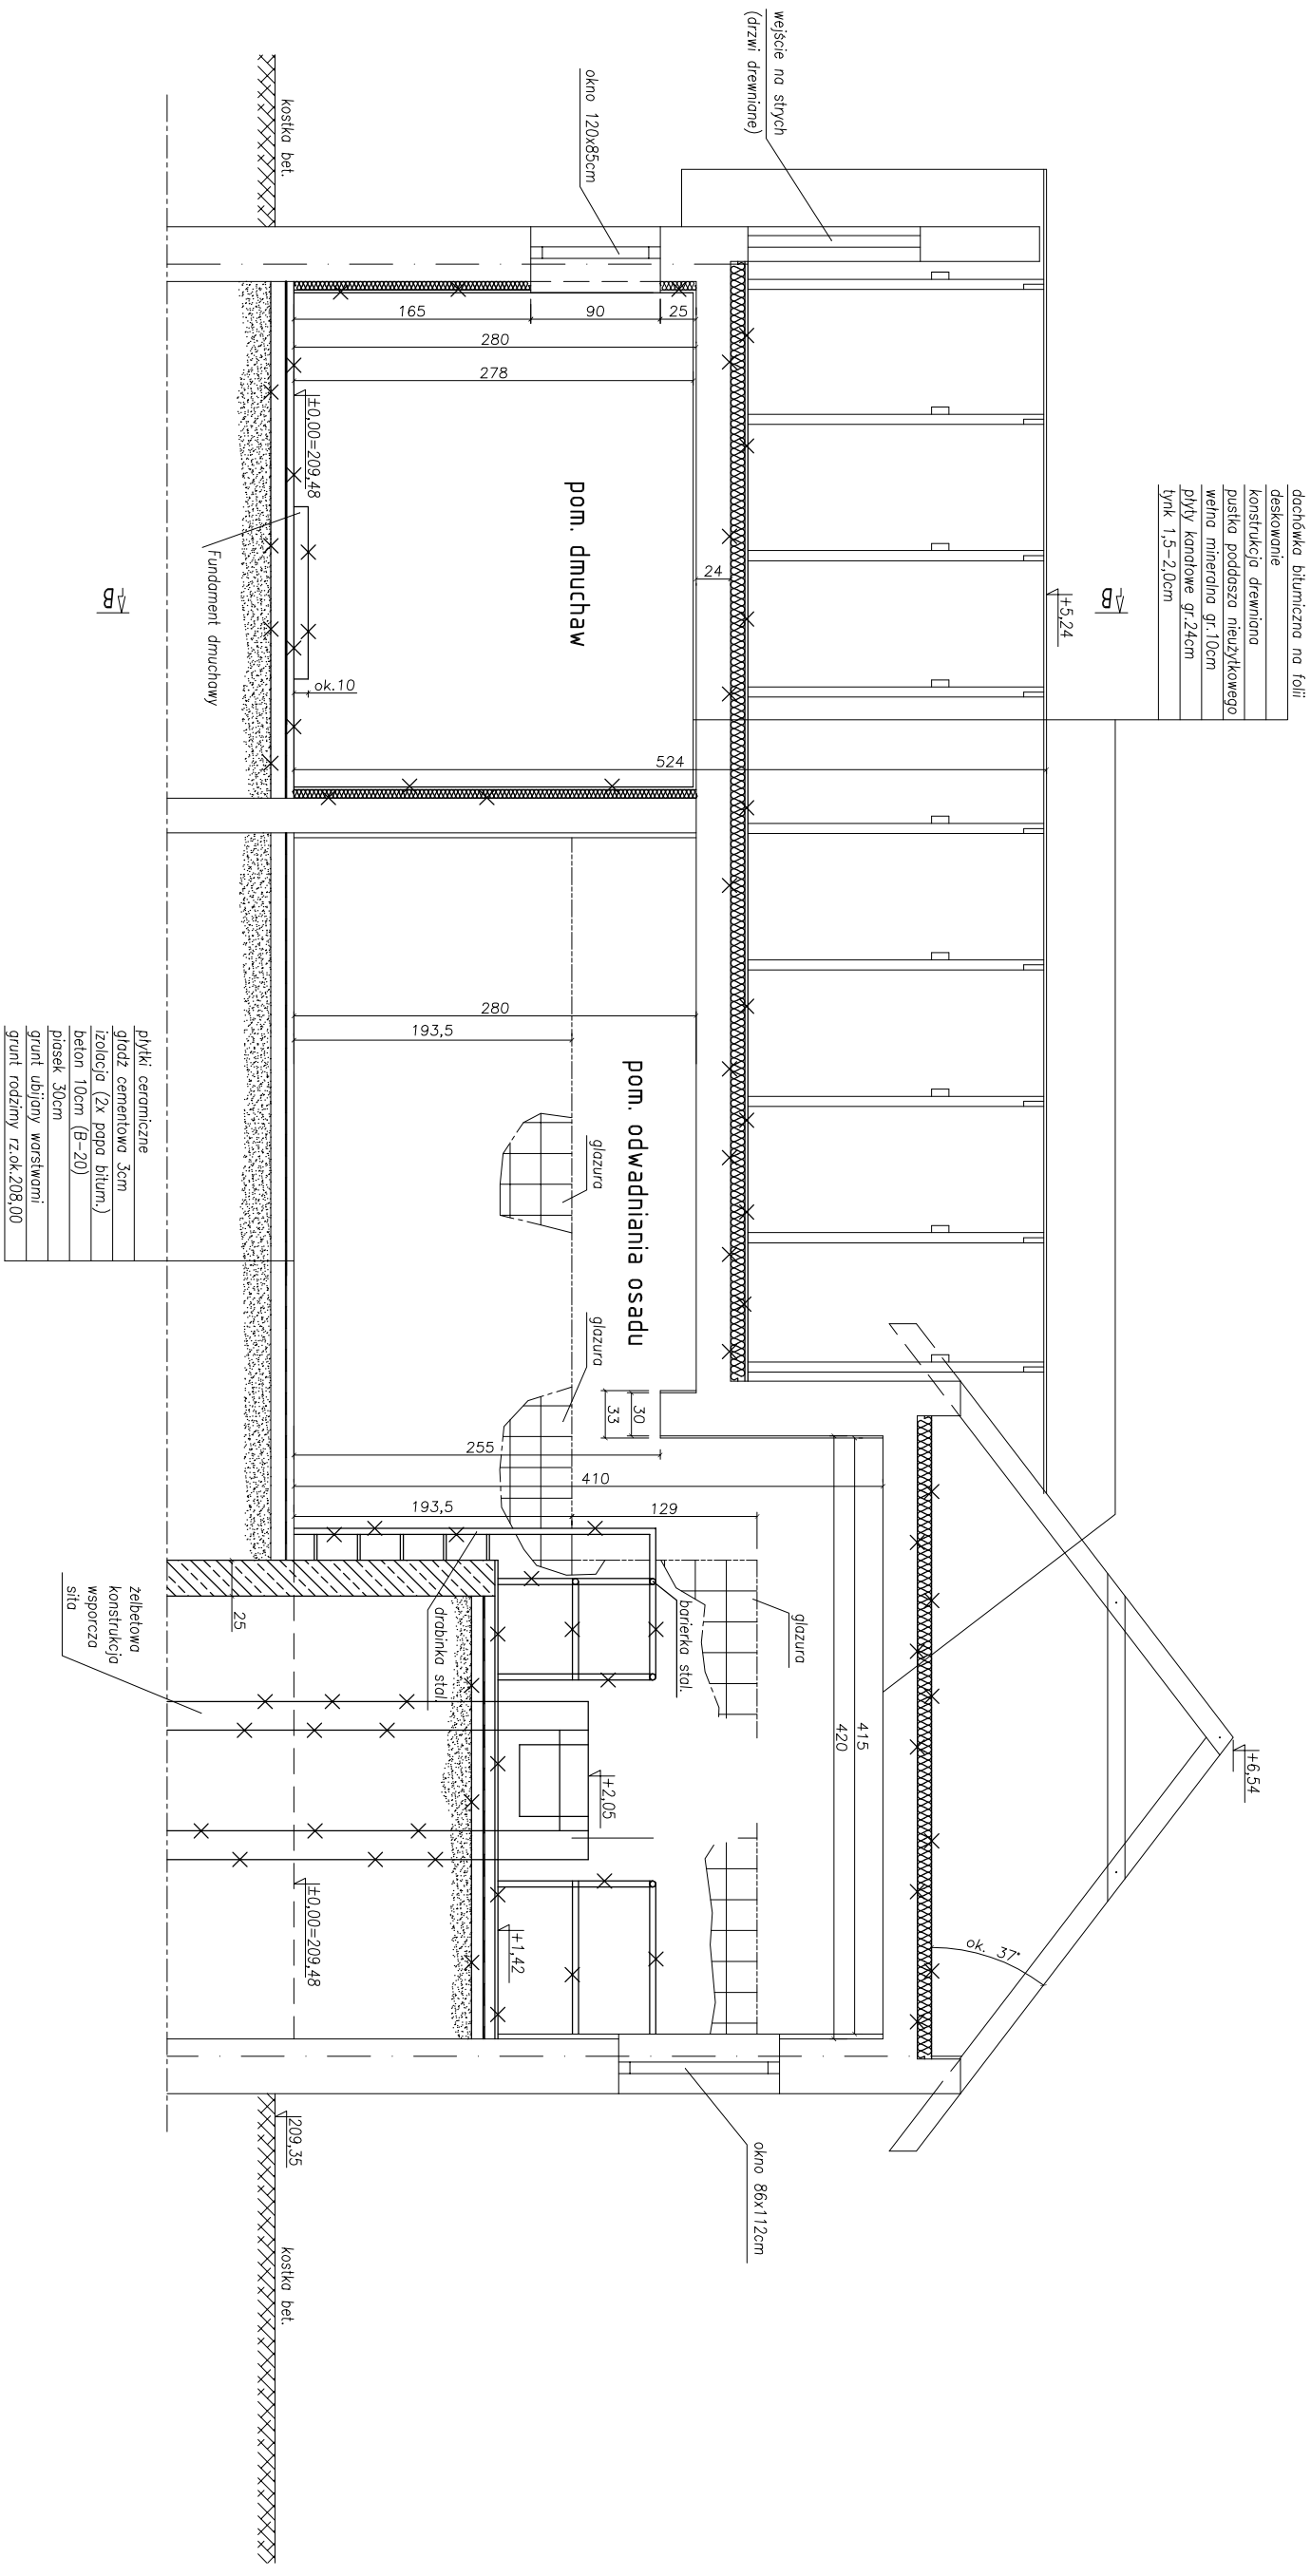 dachówka bitumiczna na folii
deskowanie
konstrukcja drewniana
pustka poddasza nieużytkowego
wełna mineralna gr.10cm
płyty kanałowe gr.24cm
tynk 1,5-2,0cm
+6,54
B
+5,24
ok. 37°
wejście na strych
(drzwi drewniane)
415
420
okno 86x112cm
24
glazura
129
barierka stal.
okno 120x85cm
25
90
165
280
278
524
pom. dmuchaw
pom. odwadniania osadu
glazura
glazura
30
33
280
193,5
255
410
193,5
+2,05
+1,42
drabinka stal.
±0,00=209,48
ok.10
±0,00=209,48
kostka bet.
209,35
kostka bet.
25
Fundament dmuchawy
B
płytki ceramiczne
gładź cementowa 3cm
izolacja (2x papa bitum.)
beton 10cm (B-20)
piasek 30cm
grunt ubijany warstwami
grunt rodzimy rz.ok.208,00
żelbetowa
konstrukcja
wsporcza
sita